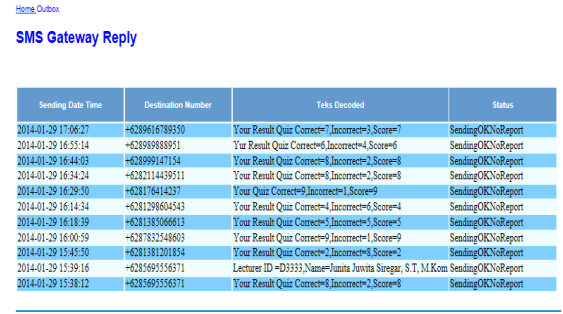 Home Outbox
SMS Gateway Reply
Sending Date Time Destination Number Teks Decoded Status
2014-01-29 17:06:27 +6289616789350 Your Result Quiz Correct=7,Incorrect=3,Score=7 SendingOKNoReport
2014-01-29 16:55:14 +628989888951 Yur Result Quiz Correct=6,Incorrect=4,Score=6 SendingOKNoReport
2014-01-29 16:44:03 +628999147154 Your Result Quiz Correct=8,Incorrect=2,Score=8 SendingOKNoReport
2014-01-29 16:34:24 +6282114439511 Your Result Quiz Correct=8,Incorrect=2,Score=8 SendingOKNoReport
2014-01-29 16:29:50 +628176414237 Your Quiz Correct=9,Incorrect=1,Score=9 SendingOKNoReport
2014-01-29 16:14:34 +6281298604543 Your Result Quiz Correct=4,Incorrect=6,Score=4 SendingOKNoReport
2014-01-29 16:18:39 +6281385066613 Your Result Quiz Correct=5,Incorrect=5,Score=5 SendingOKNoReport
2014-01-29 16:00:59 +6287832548603 Your Result Quiz Correct=9,Incorrect=1,Score=9 SendingOKNoReport
2014-01-29 15:45:50 +6281381201854 Your Result Quiz Correct=2,Incorrect=8,Score=2 SendingOKNoReport
2014-01-29 15:39:16 +6285695556371 Lecturer ID =D3333,Name=Junita Juwita Siregar, S.T, M.Kom SendingOKNoReport
2014-01-29 15:38:12 +6285695556371 Your Result Quiz Correct=8,Incorrect=2,Score=8 SendingOKNoReport